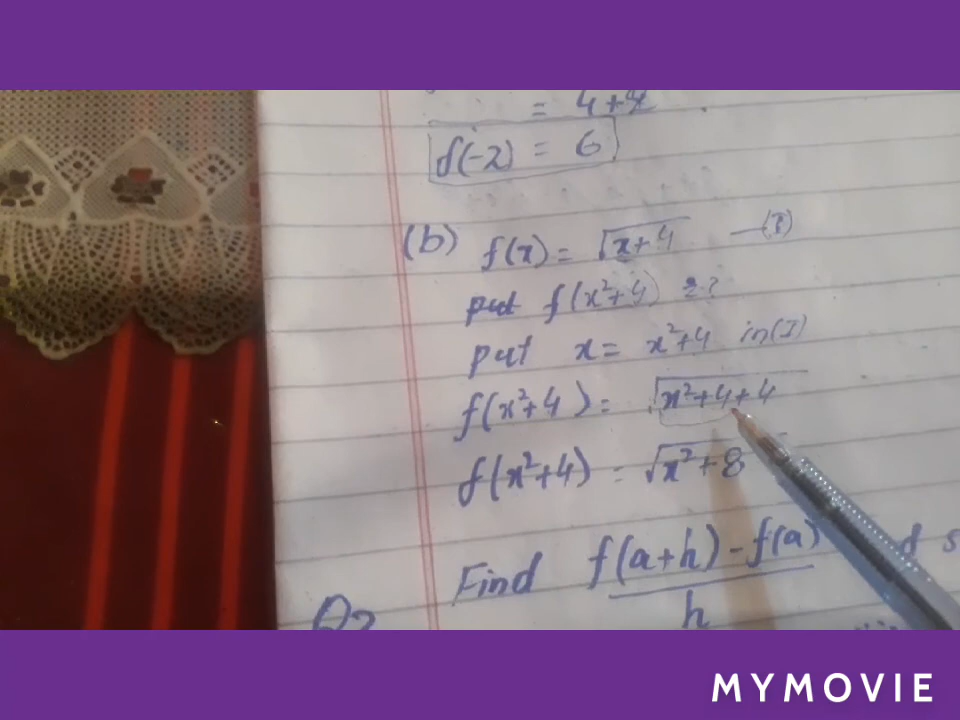 = 4+2
f(-2) = 6
(b) f(x) = √x+4 —(I)
put f(x²+4) = ?
put x = x²+4 in(I)
f(x²+4) = √x²+4+4
f(x²+4) = √x²+8
Find f(a+h)-f(a)/h
Q2
MYMOVIE